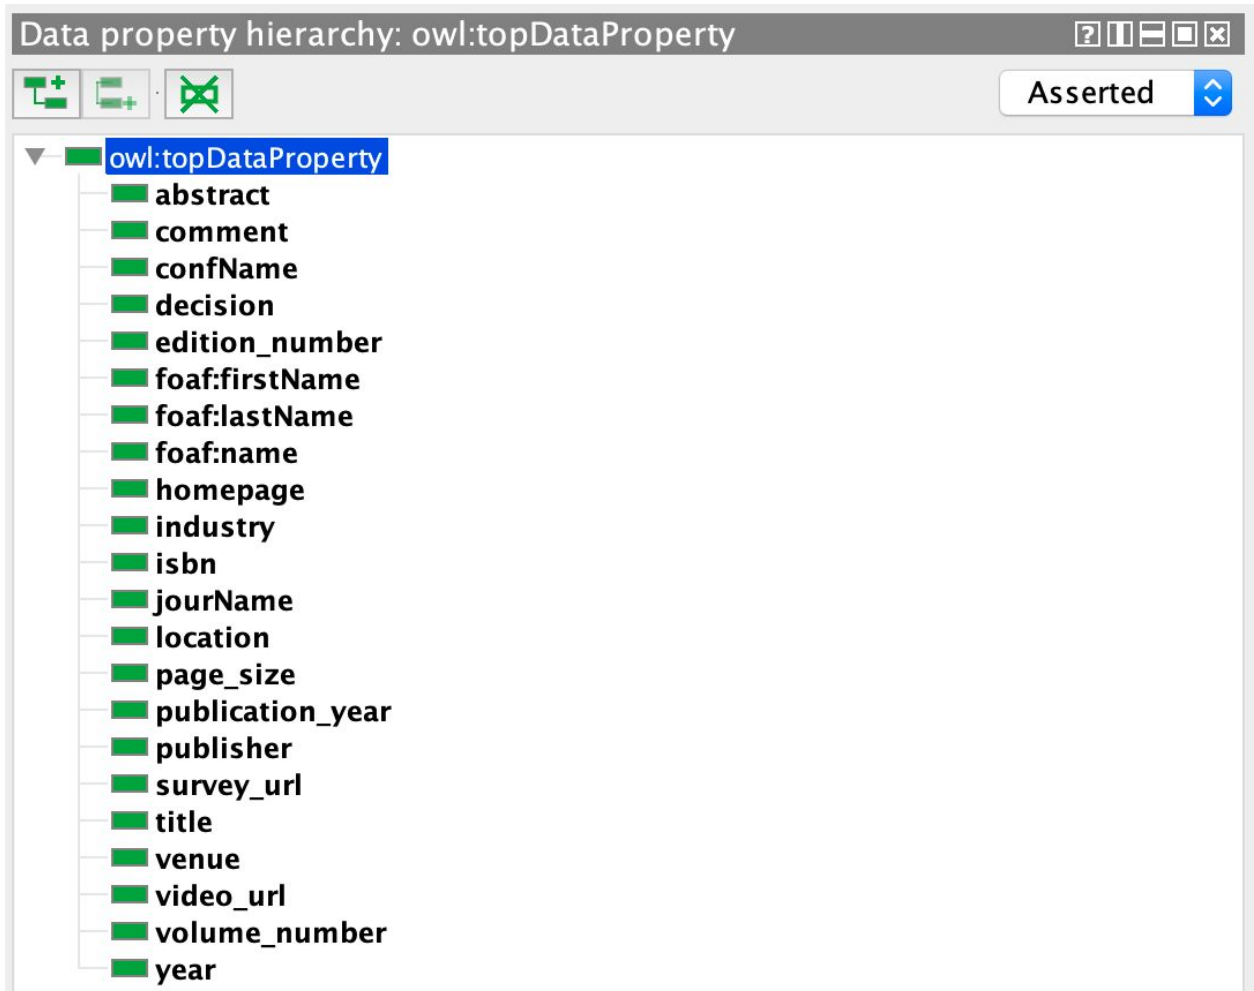 Data property hierarchy: owl:topDataProperty
Asserted
owl:topDataProperty
abstract
comment
confName
decision
edition_number
foaf:firstName
foaf:lastName
foaf:name
homepage
industry
isbn
jourName
location
page_size
publication_year
publisher
survey_url
title
venue
video_url
volume_number
year